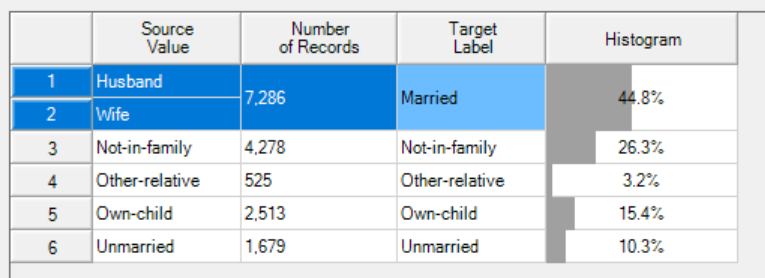 Source Value Number of Records Target Label Histogram
1 Husband 7,286 Married 44.8%
2 Wife
3 Not-in-family 4,278 Not-in-family 26.3%
4 Other-relative 525 Other-relative 3.2%
5 Own-child 2,513 Own-child 15.4%
6 Unmarried 1,679 Unmarried 10.3%